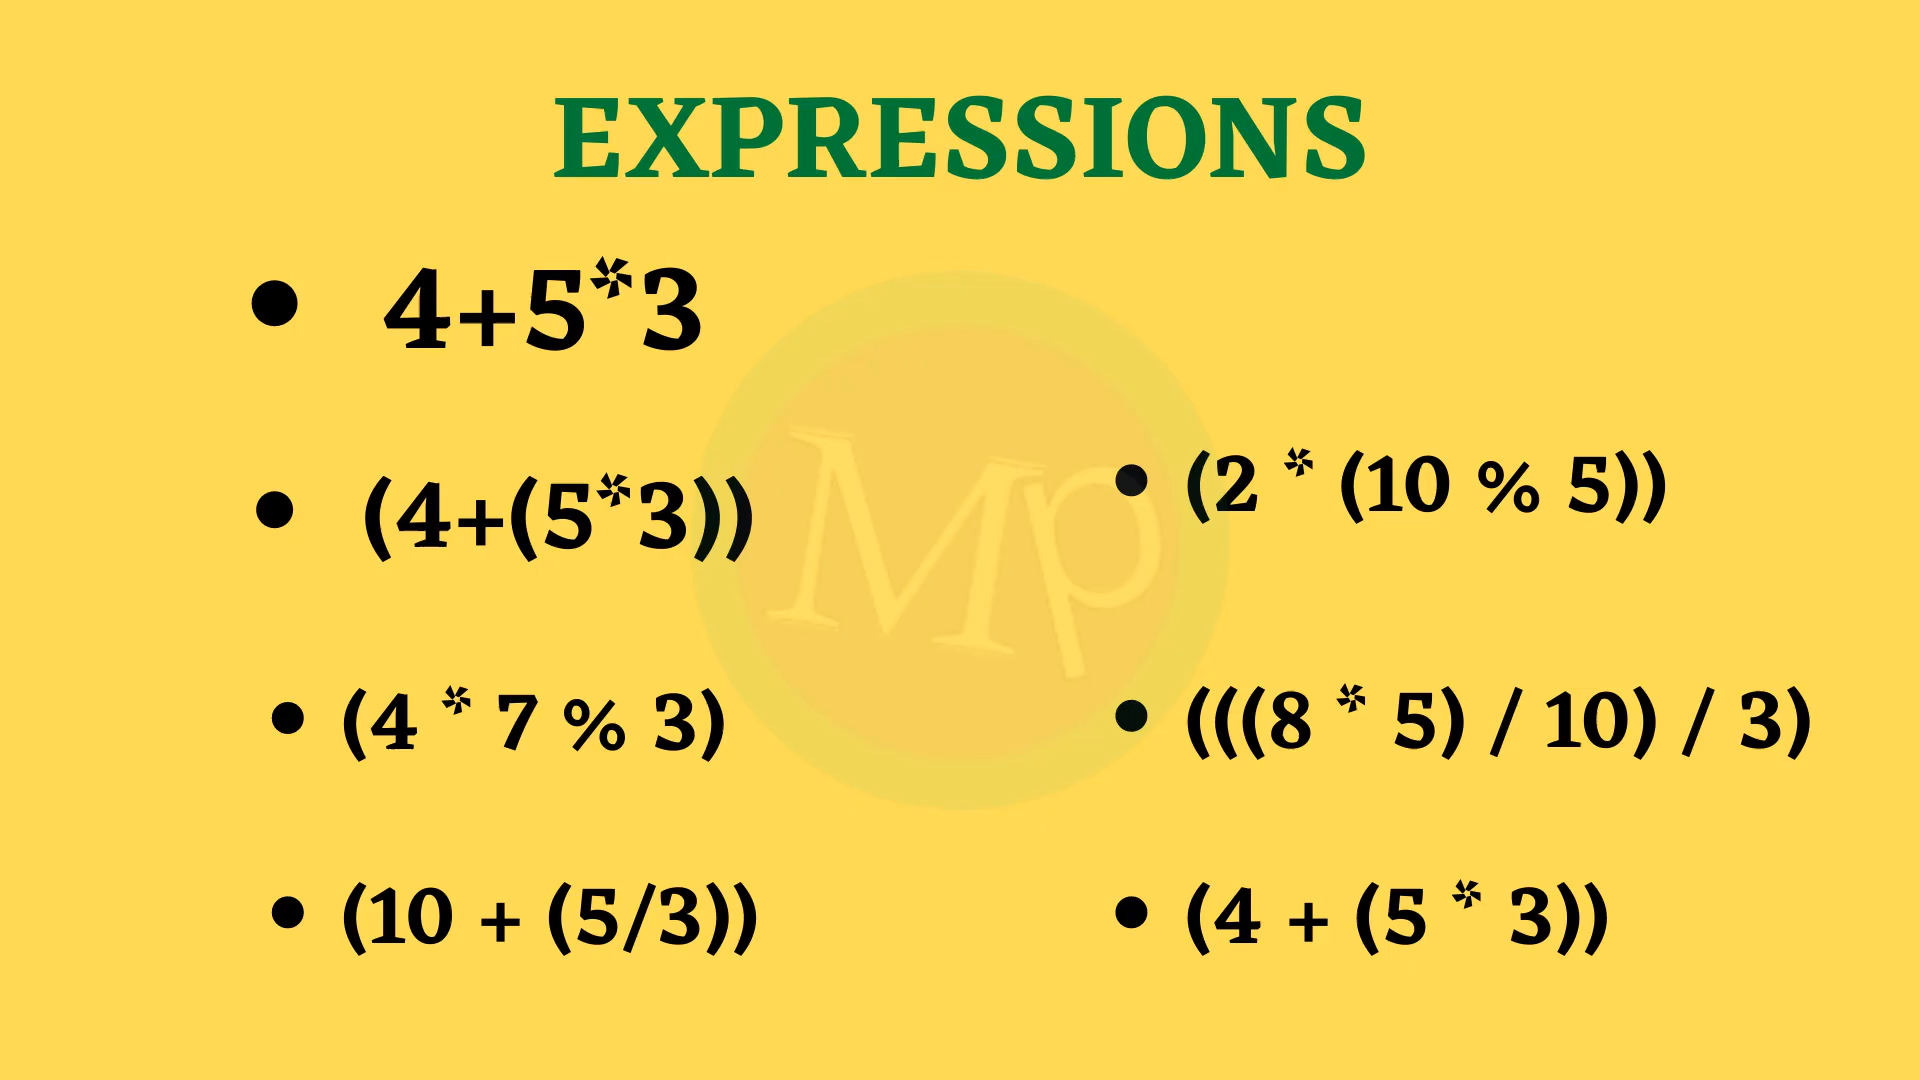 EXPRESSIONS
• 4+5*3
• (4+(5*3))
• (4 * 7 % 3)
• (10 + (5/3))
• (2 * (10 % 5))
• (((8 * 5) / 10) / 3)
• (4 + (5 * 3))
Mp